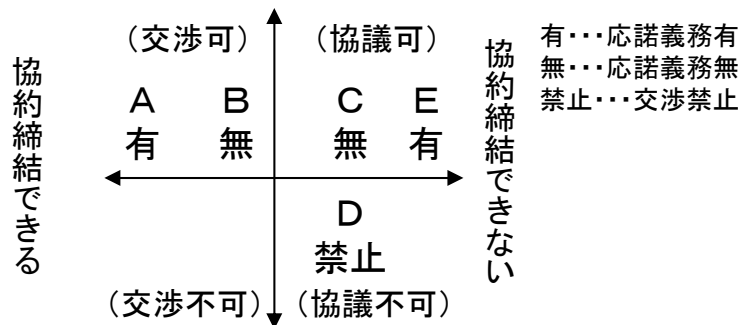 （交渉可）
（協議可）
協約締結できる
協約締結できない
有・・・応諾義務有
無・・・応諾義務無
禁止・・・交渉禁止
A B C E
有 無 無 有
D
禁止
（交渉不可）
（協議不可）